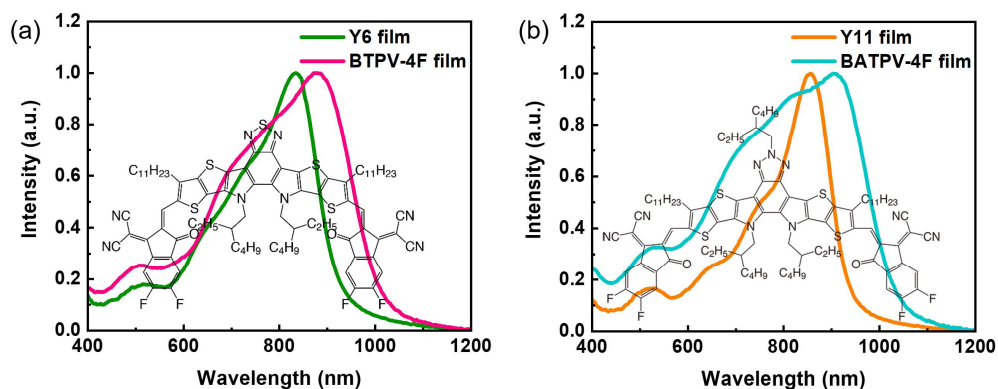 (a)
Y6 film
BTPV-4F film
Intensity (a.u.)
1.2
1.0
0.8
0.6
0.4
0.2
0.0
N
S
N
S
S
C11H23
C11H23
S
S
N
N
NC
CN
O
C2H5
C4H9
C4H9
C2H5
O
CN
CN
F
F
F
F
400
600
800
1000
1200
Wavelength (nm)
(b)
Y11 film
BATPV-4F film
Intensity (a.u.)
1.2
1.0
0.8
0.6
0.4
0.2
0.0
C4H9
C2H5
N
N
N
C11H23
S
S
C11H23
S
S
N
N
CN
NC
O
C2H5
C4H9
C4H9
C2H5
O
CN
CN
F
F
F
F
400
600
800
1000
1200
Wavelength (nm)